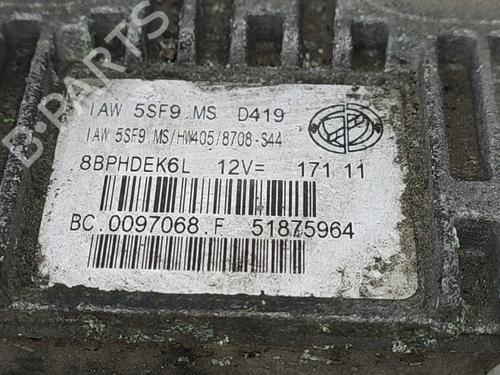 B-PARTS
IAW 5SF9.MS D419
IAW 5SF9 MS/HW405/8708-S44
8BPHDEK6L 12V= 171 11
BC.0097068.F 51875964